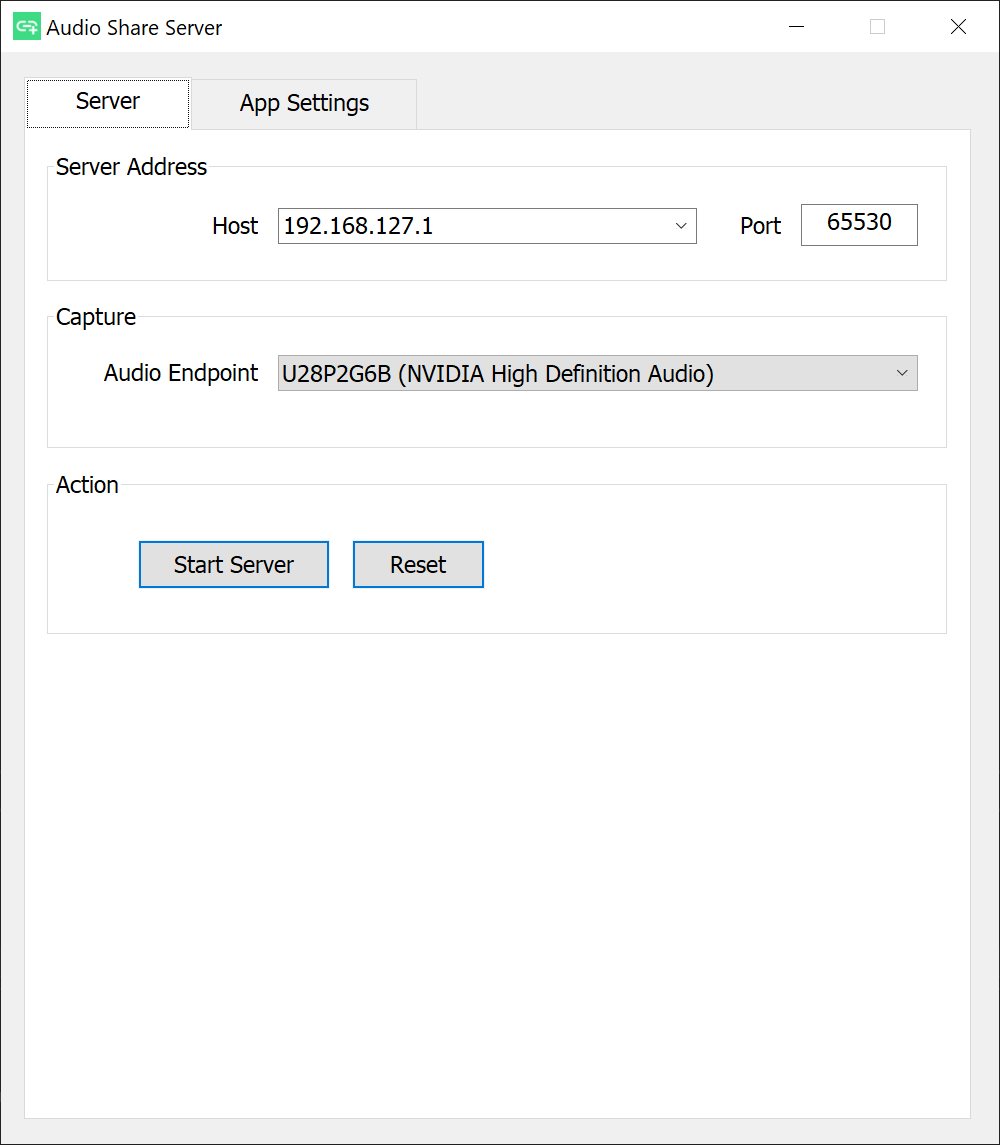 Audio Share Server
Server App Settings
Server Address
Host 192.168.127.1 Port 65530
Capture
Audio Endpoint U28P2G6B (NVIDIA High Definition Audio)
Action
Start Server Reset